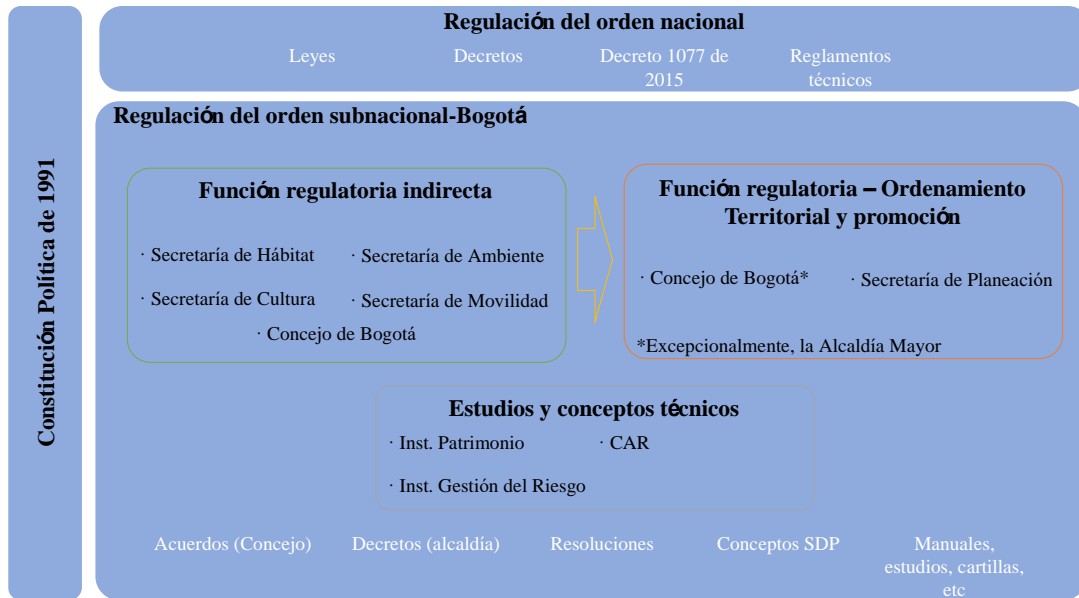 Constitución Política de 1991
Regulación del orden nacional
Leyes
Decretos
Decreto 1077 de
2015
Reglamentos
técnicos
Regulación del orden subnacional-Bogotá
Función regulatoria indirecta
· Secretaría de Hábitat
· Secretaría de Ambiente
· Secretaría de Cultura
· Secretaría de Movilidad
· Concejo de Bogotá
Función regulatoria – Ordenamiento
Territorial y promoción
· Concejo de Bogotá*
· Secretaría de Planeación
*Excepcionalmente, la Alcaldía Mayor
Estudios y conceptos técnicos
· Inst. Patrimonio
· CAR
· Inst. Gestión del Riesgo
Acuerdos (Concejo)
Decretos (alcaldía)
Resoluciones
Conceptos SDP
Manuales,
estudios, cartillas,
etc